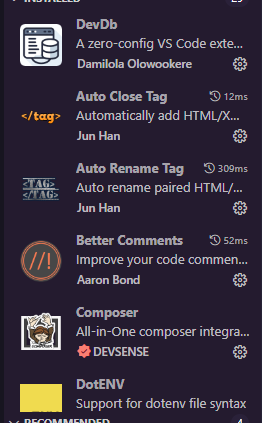 INSTALLED
DevDb
A zero-config VS Code exte...
Damilola Olowookere
</tag>
Auto Close Tag 12ms
Automatically add HTML/X...
Jun Han
<TAG>
</TAG>
Auto Rename Tag 309ms
Auto rename paired HTML/...
Jun Han
//!
Better Comments 52ms
Improve your code commen...
Aaron Bond
Composer
All-in-One composer integra...
DEVSENSE
DotENV
Support for dotenv file syntax
RECOMMENDED 4